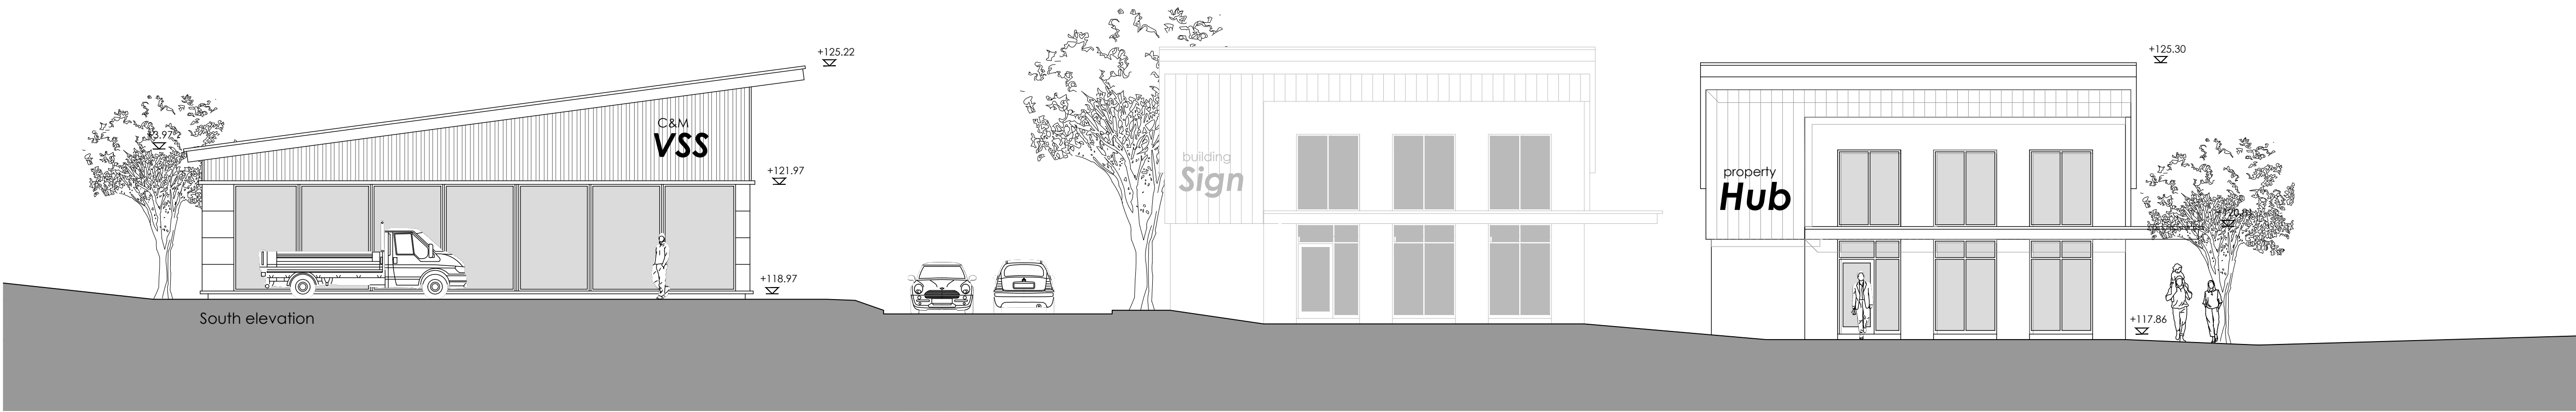 +125.22
C&M
VSS
+121.97
+118.97
South elevation
building
Sign
+125.30
property
Hub
+117.86